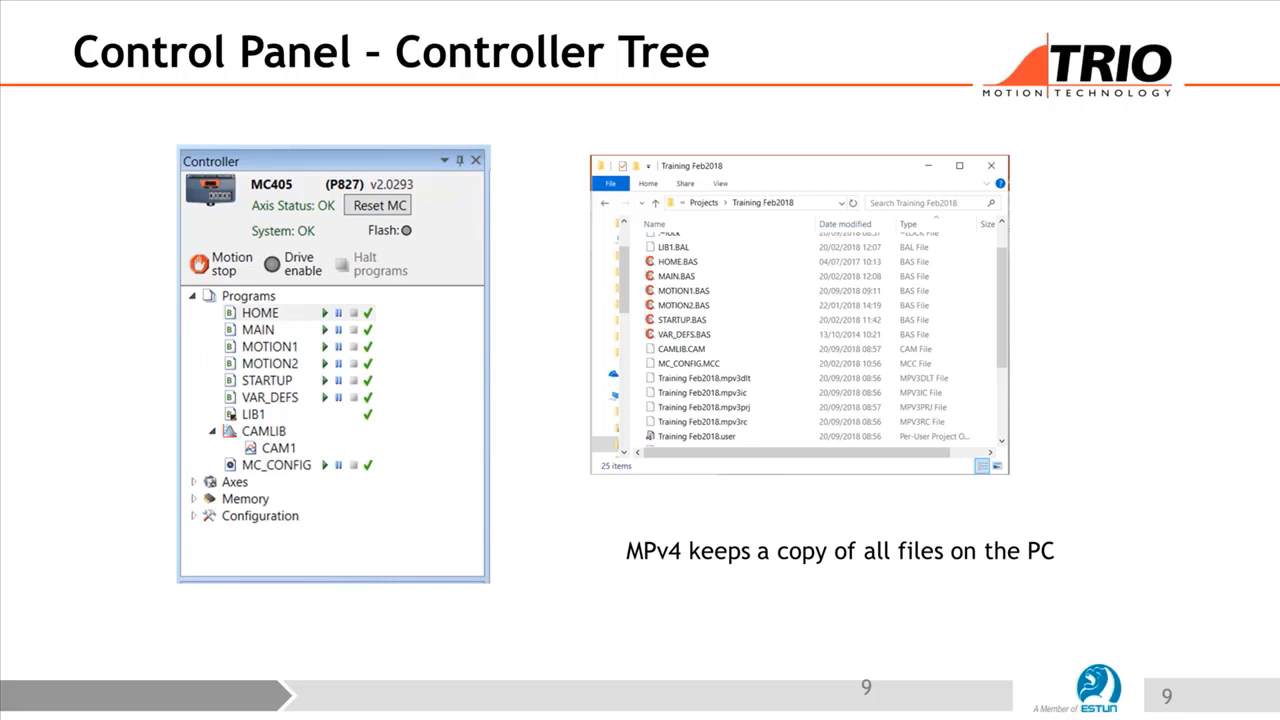 Control Panel – Controller Tree
TRIO
MOTION TECHNOLOGY
Controller
MC405 (P827) v2.0293
Axis Status: OK Reset MC
System: OK Flash:
Motion stop Drive enable Halt programs
Programs
HOME
MAIN
MOTION1
MOTION2
STARTUP
VAR_DEFS
LIB1
CAMLIB
CAM1
MC_CONFIG
Axes
Memory
Configuration
Training Feb2018
File Home Share View
Projects Training Feb2018 Search Training Feb2018
Name Date modified Type Size
LIB1.BAL 20/02/2018 12:07 BAL File
HOME.BAS 04/07/2017 10:13 BAS File
MAIN.BAS 20/02/2018 12:08 BAS File
MOTION1.BAS 20/09/2018 09:11 BAS File
MOTION2.BAS 22/01/2018 14:19 BAS File
STARTUP.BAS 20/02/2018 11:42 BAS File
VAR_DEFS.BAS 13/10/2014 10:21 BAS File
CAMLIB.CAM 20/09/2018 08:57 CAM File
MC_CONFIG.MCC 20/02/2018 10:56 MCC File
Training Feb2018.mpv3dlt 20/09/2018 08:56 MPV3DLT File
Training Feb2018.mpv3ic 20/09/2018 08:56 MPV3IC File
Training Feb2018.mpv3prj 20/09/2018 08:57 MPV3PRJ File
Training Feb2018.mpv3rc 20/09/2018 08:56 MPV3RC File
Training Feb2018.user 20/09/2018 08:56 Per-User Project O...
25 items
MPv4 keeps a copy of all files on the PC
9
A Member of ESTUN
9